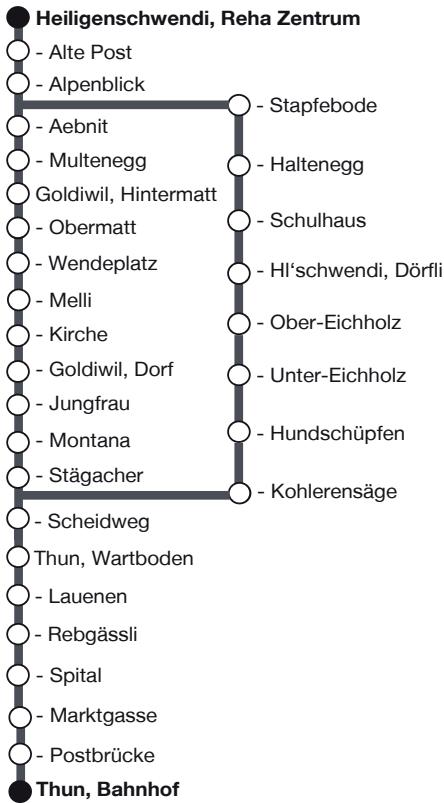 Heiligenschwendi, Reha Zentrum
- Alte Post
- Alpenblick
- Aebnit
- Multenegg
Goldiwil, Hintermatt
- Obermatt
- Wendeplatz
- Melli
- Kirche
- Goldiwil, Dorf
- Jungfrau
- Montana
- Stägacher
- Stapfebode
- Haltenegg
- Schulhaus
- Hl‘schwendi, Dörfli
- Ober-Eichholz
- Unter-Eichholz
- Hundschüpfen
- Kohlerensäge
- Scheidweg
Thun, Wartboden
- Lauenen
- Rebgässli
- Spital
- Marktgasse
- Postbrücke
Thun, Bahnhof